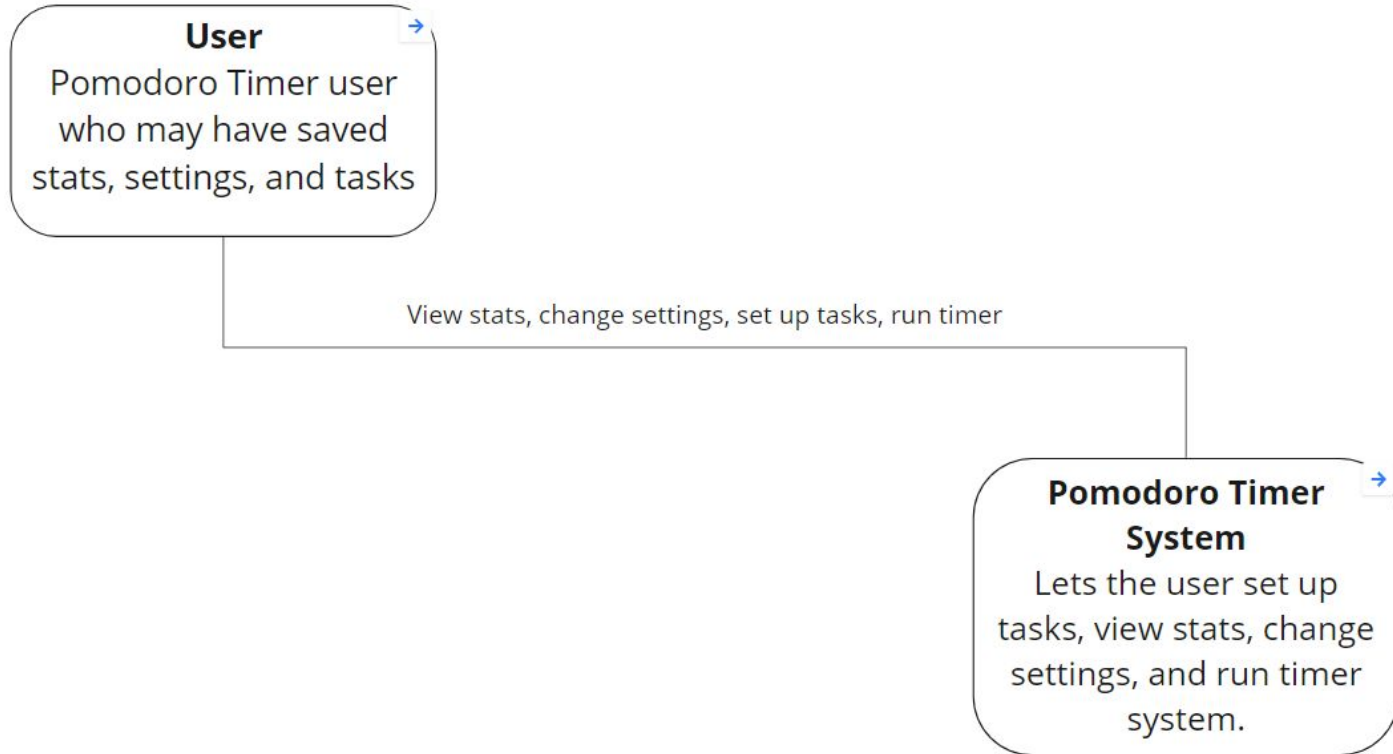 User
Pomodoro Timer user
who may have saved
stats, settings, and tasks
View stats, change settings, set up tasks, run timer
Pomodoro Timer
System
Lets the user set up
tasks, view stats, change
settings, and run timer
system.